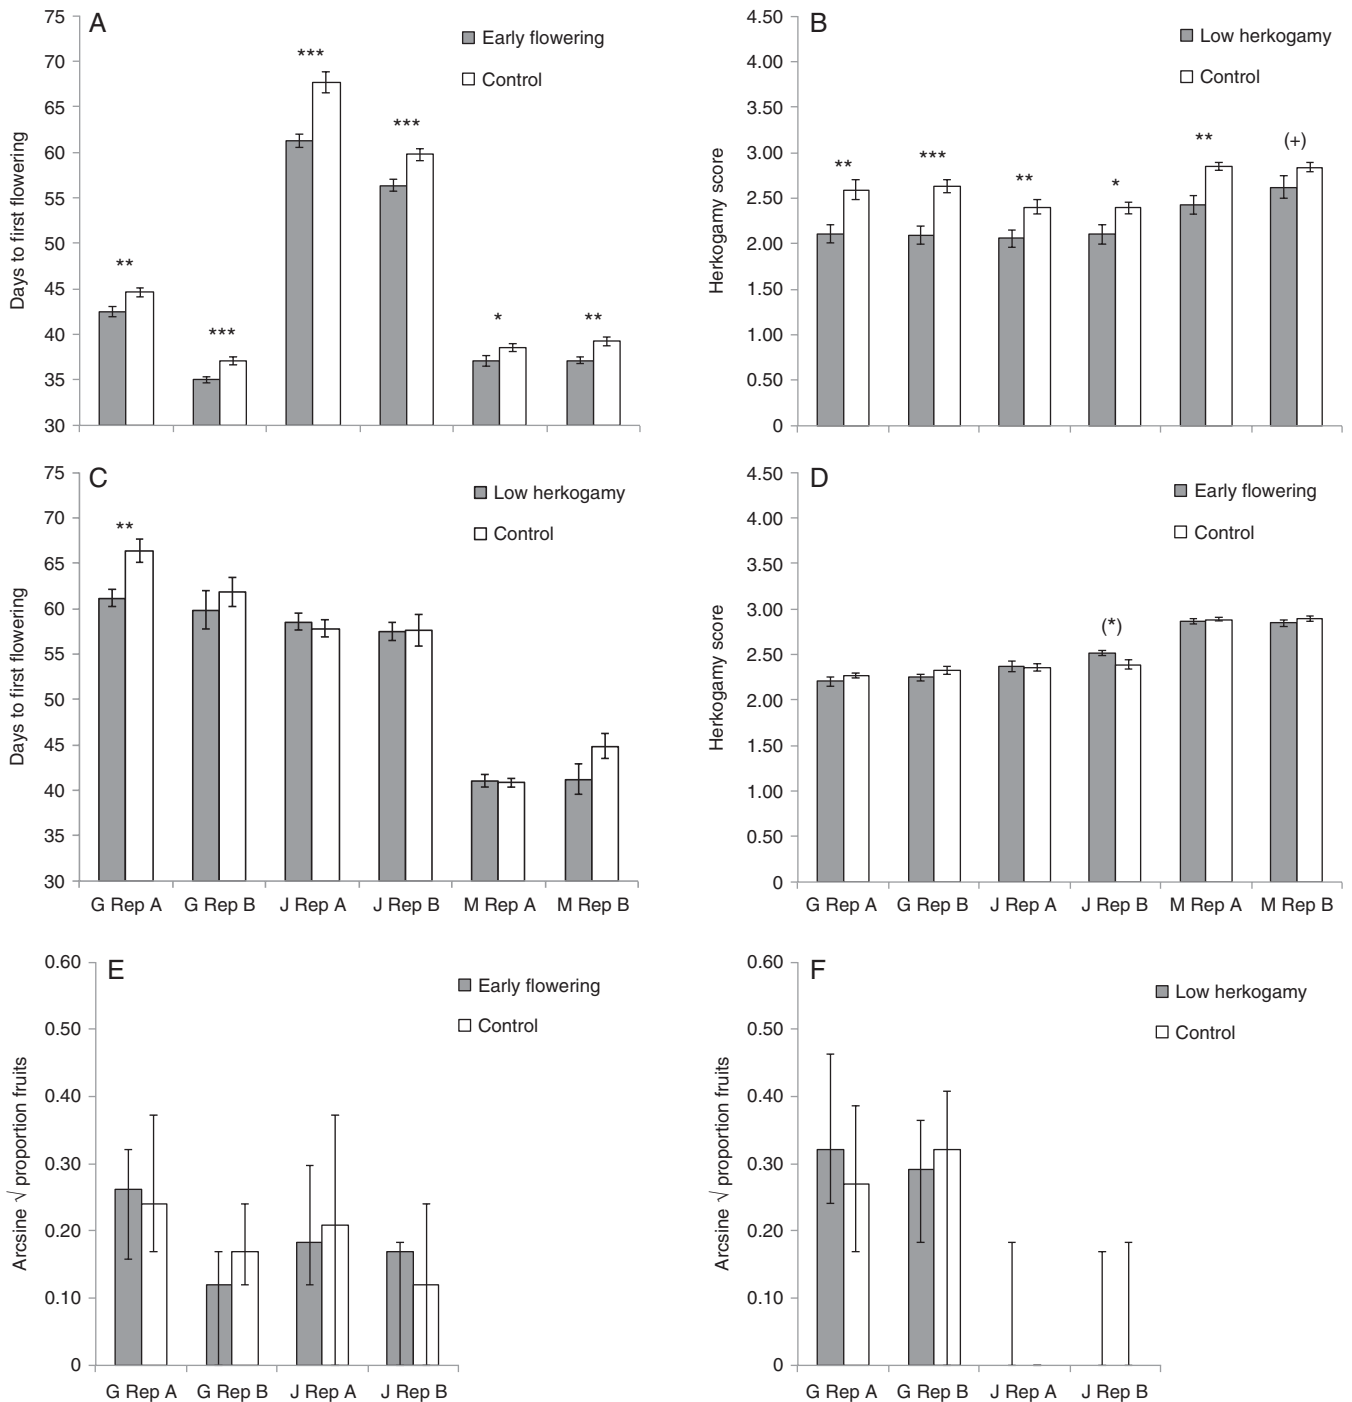 A
Early flowering
Control
75
70
65
60
55
50
45
40
35
30
Days to first flowering
**
***
***
***
*
**
B
Low herkogamy
Control
4.50
4.00
3.50
3.00
2.50
2.00
1.50
1.00
0.50
0
Herkogamy score
**
***
**
*
**
(+)
C
Low herkogamy
Control
75
70
65
60
55
50
45
40
35
30
Days to first flowering
**
G Rep A G Rep B J Rep A J Rep B M Rep A M Rep B
D
Early flowering
Control
4.50
4.00
3.50
3.00
2.50
2.00
1.50
1.00
0.50
0
Herkogamy score
(*)
G Rep A G Rep B J Rep A J Rep B M Rep A M Rep B
E
Early flowering
Control
0.60
0.50
0.40
0.30
0.20
0.10
0
Arcsine √ proportion fruits
G Rep A G Rep B J Rep A J Rep B
F
Low herkogamy
Control
0.60
0.50
0.40
0.30
0.20
0.10
0
Arcsine √ proportion fruits
G Rep A G Rep B J Rep A J Rep B